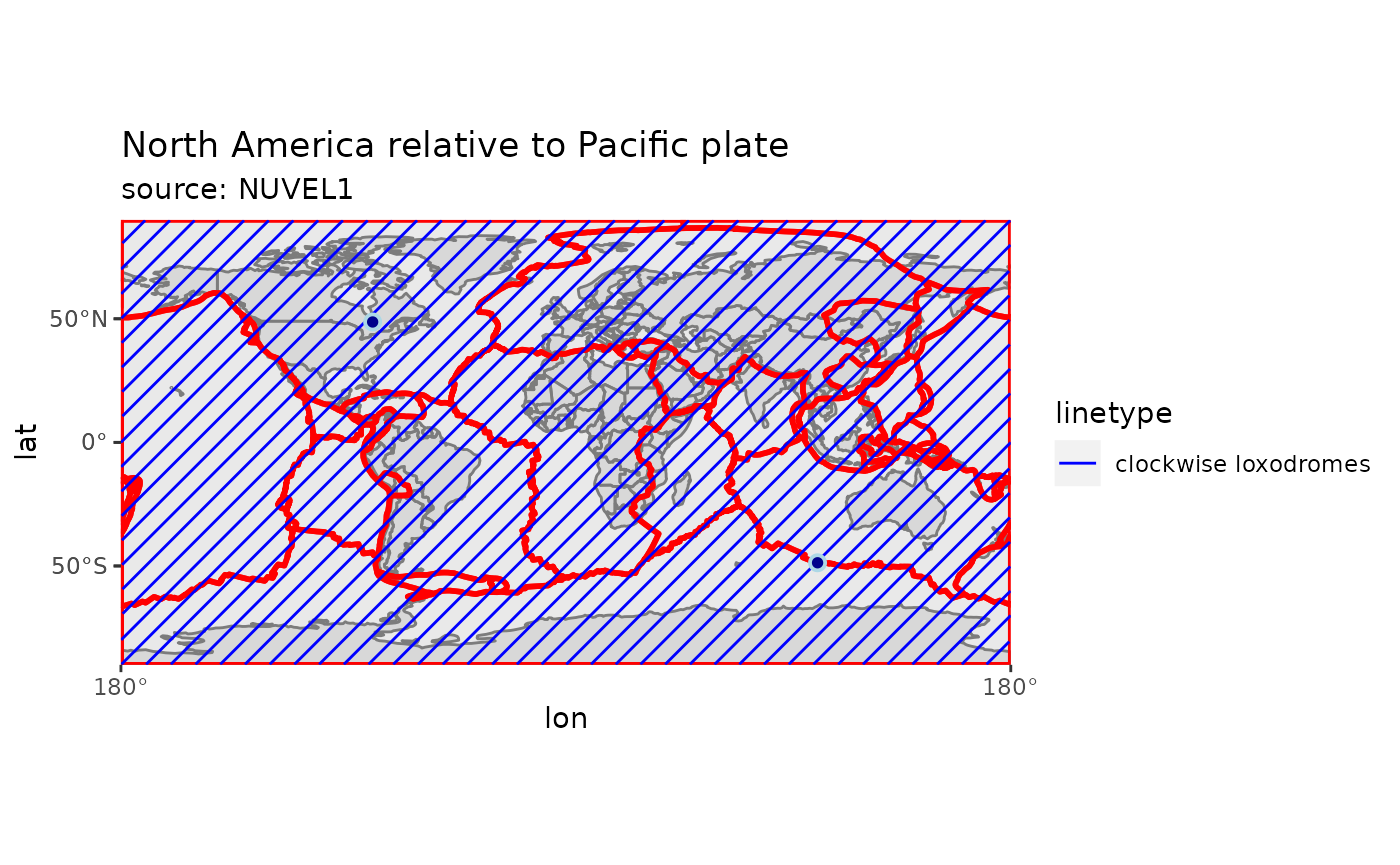 North America relative to Pacific plate
source: NUVEL1
50°N
0°
50°S
lat
180°
180°
lon
linetype
clockwise loxodromes